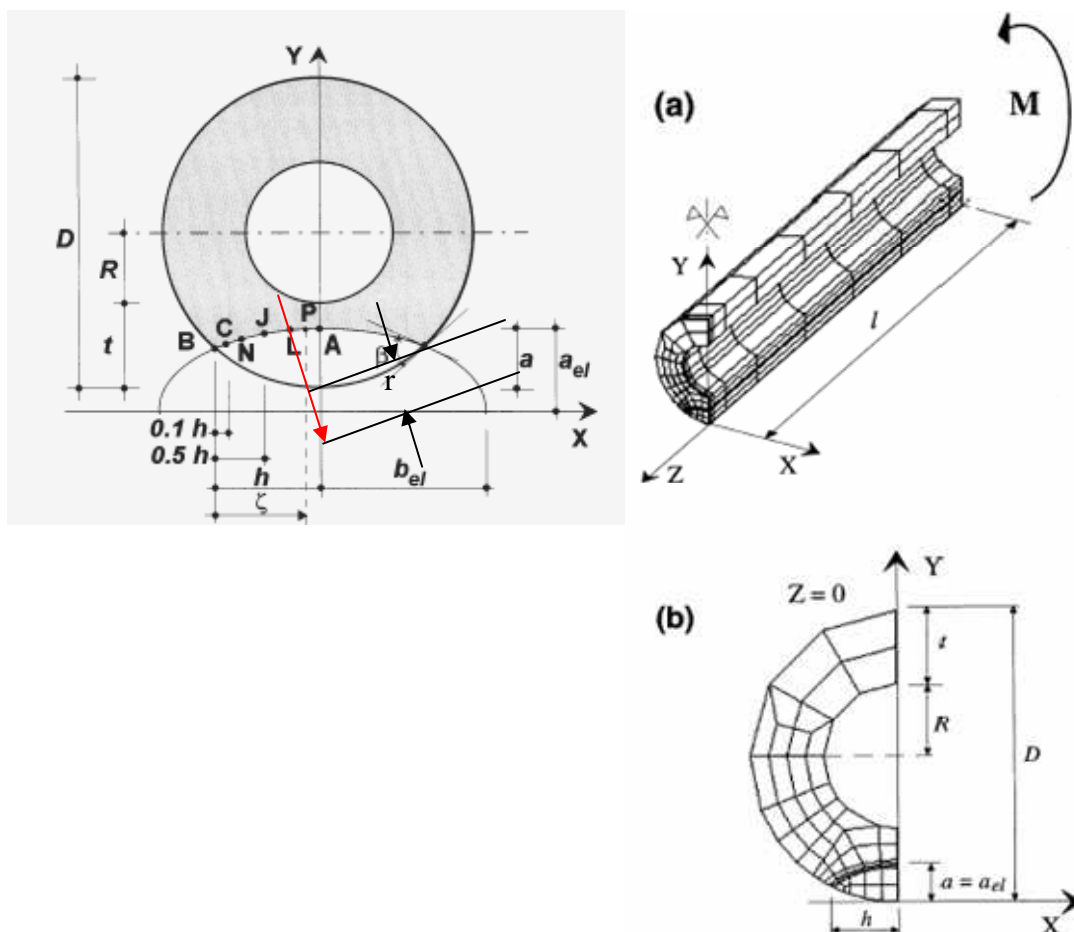 Y
D
R
t
B
C
N
J
L
P
A
β
r
a
a_el
X
0.1 h
0.5 h
h
b_el
ζ
(a)
M
Y
l
X
Z
(b)
Z = 0
Y
t
R
D
a = a_el
h
X